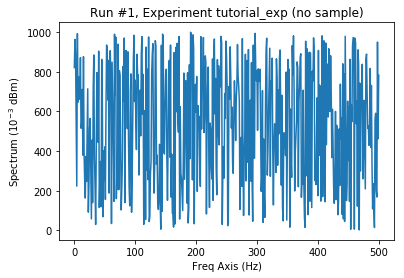 Run #1, Experiment tutorial_exp (no sample)
1000
800
600
400
200
0
Spectrum (10⁻³ dBm)
0 100 200 300 400 500
Freq Axis (Hz)